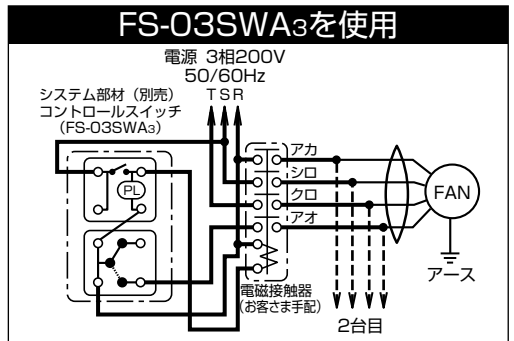 FS-03SWA₃を使用
電源 3相200V
50/60Hz
T S R
システム部材（別売）
コントロールスイッチ
（FS-03SWA₃）
PL
アカ
シロ
クロ
アオ
FAN
アース
電磁接触器
（お客さま手配）
2台目